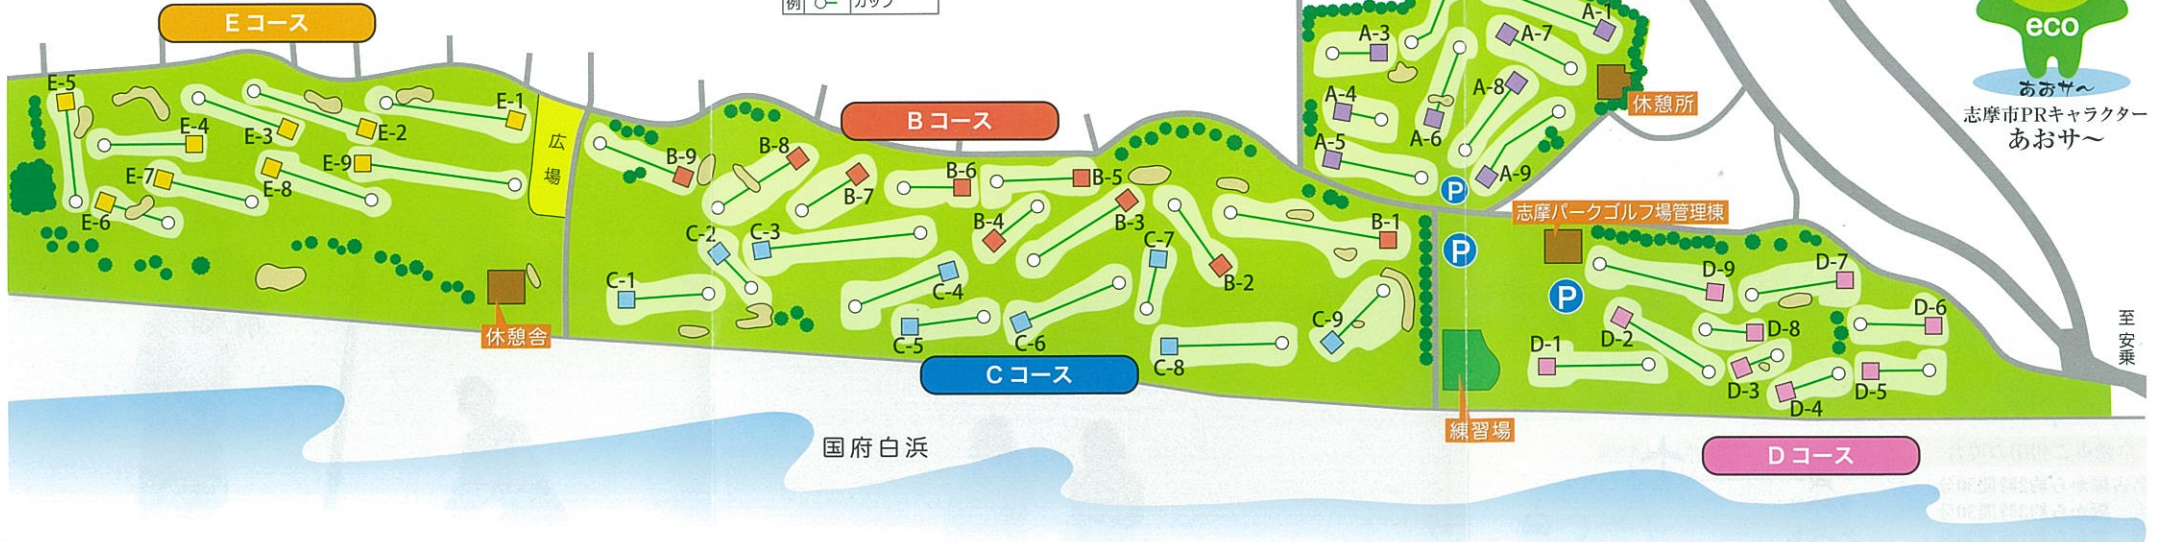 例 カップ
Eコース
Bコース
Cコース
Dコース
eco
あおサ〜
志摩市PRキャラクター
あおサ〜
A-1
A-3
A-4
A-5
A-6
A-7
A-8
A-9
休憩所
P
P
P
志摩パークゴルフ場管理棟
練習場
至安乗
E-1
E-2
E-3
E-4
E-5
E-6
E-7
E-8
E-9
広場
休憩舎
B-1
B-2
B-3
B-4
B-5
B-6
B-7
B-8
B-9
C-1
C-2
C-3
C-4
C-5
C-6
C-7
C-8
C-9
D-1
D-2
D-3
D-4
D-5
D-6
D-7
D-8
D-9
国府白浜